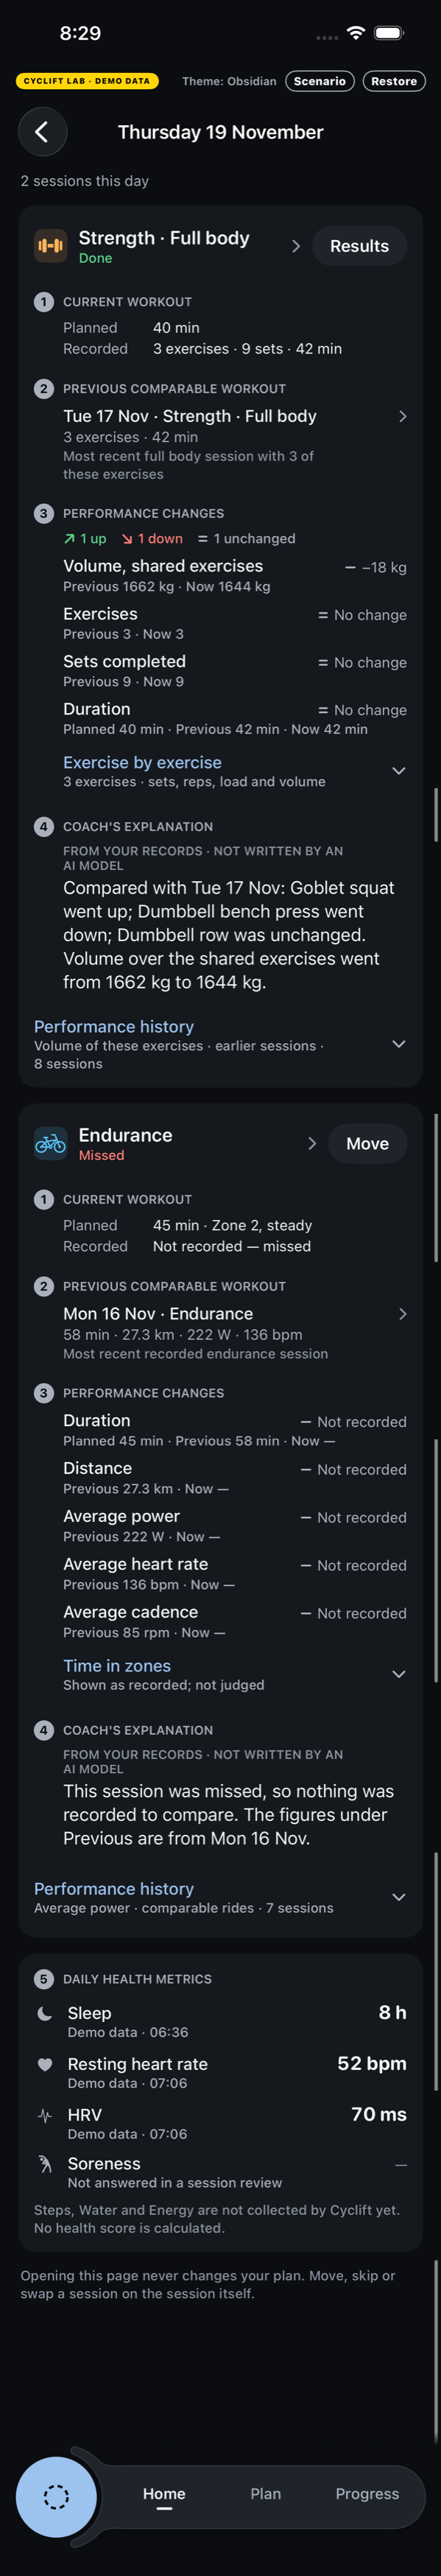 8:29
CYCLIFT LAB · DEMO DATA
Theme: Obsidian
Scenario
Restore
Thursday 19 November
2 sessions this day
Strength · Full body
Done
Results
1 CURRENT WORKOUT
Planned 40 min
Recorded 3 exercises · 9 sets · 42 min
2 PREVIOUS COMPARABLE WORKOUT
Tue 17 Nov · Strength · Full body
3 exercises · 42 min
Most recent full body session with 3 of
these exercises
3 PERFORMANCE CHANGES
↗ 1 up ↘ 1 down = 1 unchanged
Volume, shared exercises – −18 kg
Previous 1662 kg · Now 1644 kg
Exercises = No change
Previous 3 · Now 3
Sets completed = No change
Previous 9 · Now 9
Duration = No change
Planned 40 min · Previous 42 min · Now 42 min
Exercise by exercise
3 exercises · sets, reps, load and volume
4 COACH'S EXPLANATION
FROM YOUR RECORDS · NOT WRITTEN BY AN
AI MODEL
Compared with Tue 17 Nov: Goblet squat
went up; Dumbbell bench press went
down; Dumbbell row was unchanged.
Volume over the shared exercises went
from 1662 kg to 1644 kg.
Performance history
Volume of these exercises · earlier sessions ·
8 sessions
Endurance
Missed
Move
1 CURRENT WORKOUT
Planned 45 min · Zone 2, steady
Recorded Not recorded — missed
2 PREVIOUS COMPARABLE WORKOUT
Mon 16 Nov · Endurance
58 min · 27.3 km · 222 W · 136 bpm
Most recent recorded endurance session
3 PERFORMANCE CHANGES
Duration – Not recorded
Planned 45 min · Previous 58 min · Now —
Distance – Not recorded
Previous 27.3 km · Now —
Average power – Not recorded
Previous 222 W · Now —
Average heart rate – Not recorded
Previous 136 bpm · Now —
Average cadence – Not recorded
Previous 85 rpm · Now —
Time in zones
Shown as recorded; not judged
4 COACH'S EXPLANATION
FROM YOUR RECORDS · NOT WRITTEN BY AN
AI MODEL
This session was missed, so nothing was
recorded to compare. The figures under
Previous are from Mon 16 Nov.
Performance history
Average power · comparable rides · 7 sessions
5 DAILY HEALTH METRICS
Sleep 8 h
Demo data · 06:36
Resting heart rate 52 bpm
Demo data · 07:06
HRV 70 ms
Demo data · 07:06
Soreness —
Not answered in a session review
Steps, Water and Energy are not collected by Cyclift yet.
No health score is calculated.
Opening this page never changes your plan. Move, skip or
swap a session on the session itself.
Home
Plan
Progress